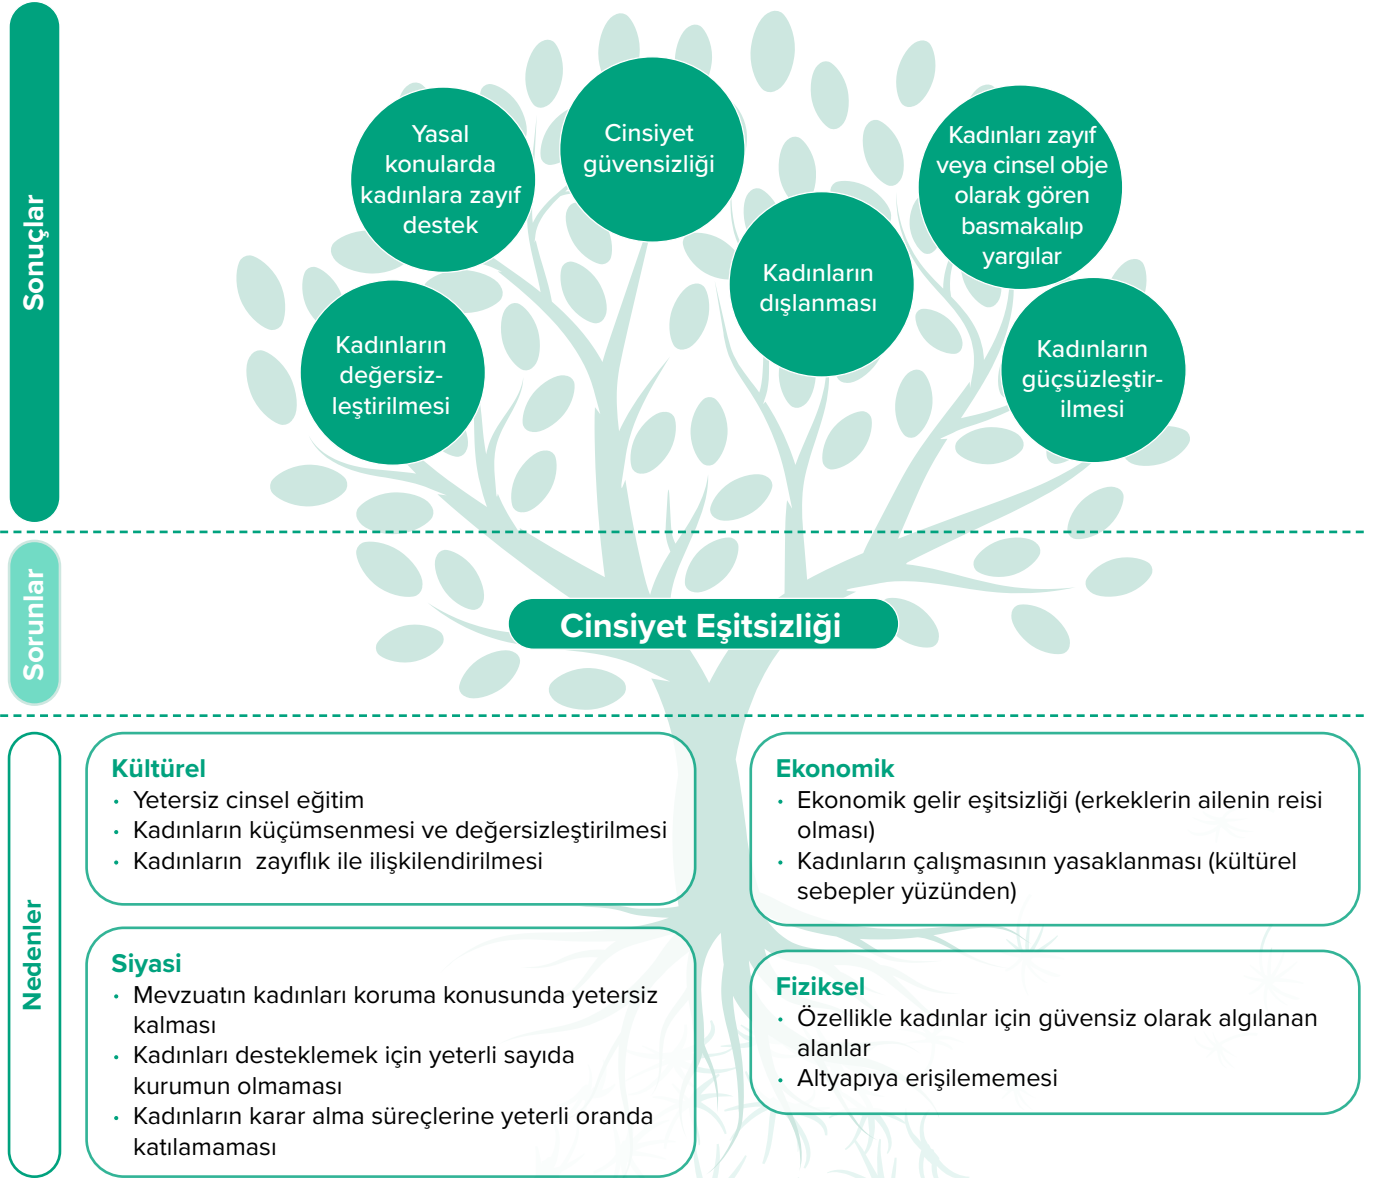 Sonuçlar
Yasal
konularda
kadınlara zayıf
destek
Cinsiyet
güvensizliği
Kadınları zayıf
veya cinsel obje
olarak gören
basmakalıp
yargılar
Kadınların
dışlanması
Kadınların
değersiz-
leştirilmesi
Kadınların
güçsüzleştir-
ilmesi
Sorunlar
Cinsiyet Eşitsizliği
Nedenler
Kültürel
· Yetersiz cinsel eğitim
· Kadınların küçümsenmesi ve değersizleştirilmesi
· Kadınların  zayıflık ile ilişkilendirilmesi
Ekonomik
· Ekonomik gelir eşitsizliği (erkeklerin ailenin reisi
olması)
· Kadınların çalışmasının yasaklanması (kültürel
sebepler yüzünden)
Siyasi
· Mevzuatın kadınları koruma konusunda yetersiz
kalması
· Kadınları desteklemek için yeterli sayıda
kurumun olmaması
· Kadınların karar alma süreçlerine yeterli oranda
katılamaması
Fiziksel
· Özellikle kadınlar için güvensiz olarak algılanan
alanlar
· Altyapıya erişilememesi